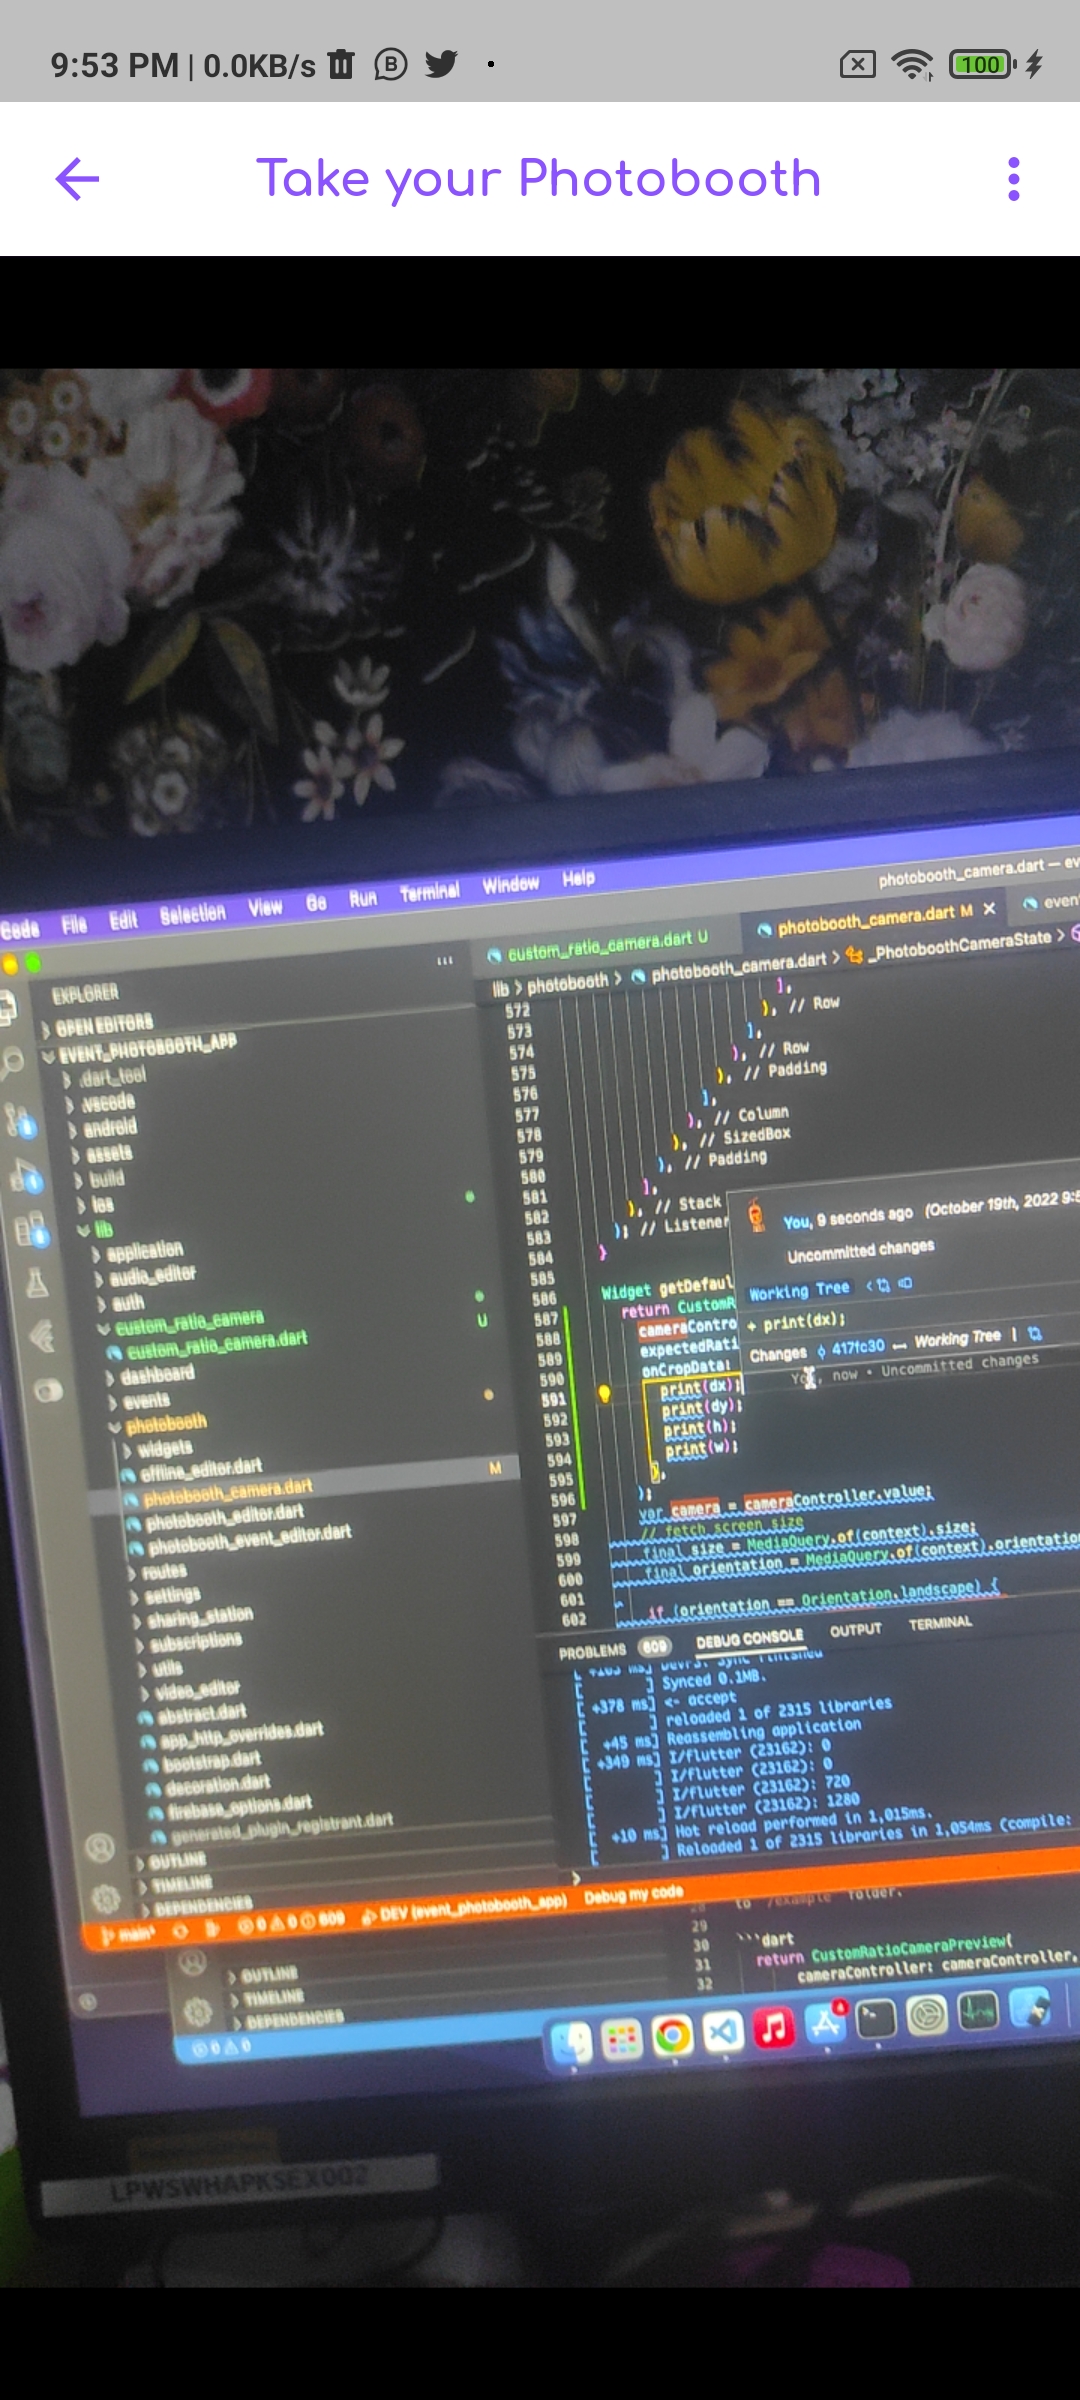 9:53 PM | 0.0KB/s
100
Take your Photobooth
Code File Edit Selection View Go Run Terminal Window Help
photobooth_camera.dart — ev
EXPLORER
OPEN EDITORS
EVENT_PHOTOBOOTH_APP
.dart_tool
.vscode
android
assets
build
ios
lib
application
audio_editor
auth
custom_ratio_camera
custom_ratio_camera.dart U
dashboard
events
photobooth
widgets
offline_editor.dart
photobooth_camera.dart M
photobooth_editor.dart
photobooth_event_editor.dart
routes
settings
sharing_station
subscriptions
utils
video_editor
abstract.dart
app_http_overrides.dart
bootstrap.dart
decoration.dart
firebase_options.dart
generated_plugin_registrant.dart
OUTLINE
TIMELINE
DEPENDENCIES
custom_ratio_camera.dart U
photobooth_camera.dart M
even
lib > photobooth > photobooth_camera.dart > _PhotoboothCameraState >
572 ],
573 ), // Row
574 ],
575 ), // Row
576 ), // Padding
577 ],
578 ), // Column
579 ), // SizedBox
580 ), // Padding
581 ],
582 ), // Stack
583 ); // Listener
584 }
585
586 Widget getDefaul
587 return CustomR
588 cameraContro
589 expectedRati
590 onCropData:
591 print(dx);
592 print(dy);
593 print(h);
594 print(w);
595 },
596 );
597 var camera = cameraController.value;
598 // fetch screen size
599 final size = MediaQuery.of(context).size;
600 final orientation = MediaQuery.of(context).orientatio
601
602 if (orientation == Orientation.landscape) {
You, 9 seconds ago (October 19th, 2022 9:5
Uncommitted changes
Working Tree
+ print(dx);
Changes 417fc30 Working Tree |
now • Uncommitted changes
PROBLEMS 609 DEBUG CONSOLE OUTPUT TERMINAL
[ ] Synced 0.1MB.
[ +378 ms] <- accept
[ ] reloaded 1 of 2315 libraries
[ +45 ms] Reassembling application
[ +349 ms] I/flutter (23162): 0
[ ] I/flutter (23162): 0
[ ] I/flutter (23162): 720
[ ] I/flutter (23162): 1280
[ +10 ms] Hot reload performed in 1,015ms.
[ ] Reloaded 1 of 2315 libraries in 1,054ms (compile:
main* 0 0 609 DEV (event_photobooth_app) Debug my code
to /example folder.
29
30 ```dart
31 return CustomRatioCameraPreview(
32 cameraController: cameraController.
OUTLINE
TIMELINE
DEPENDENCIES
0 0
LPWSWHAPKSEX002